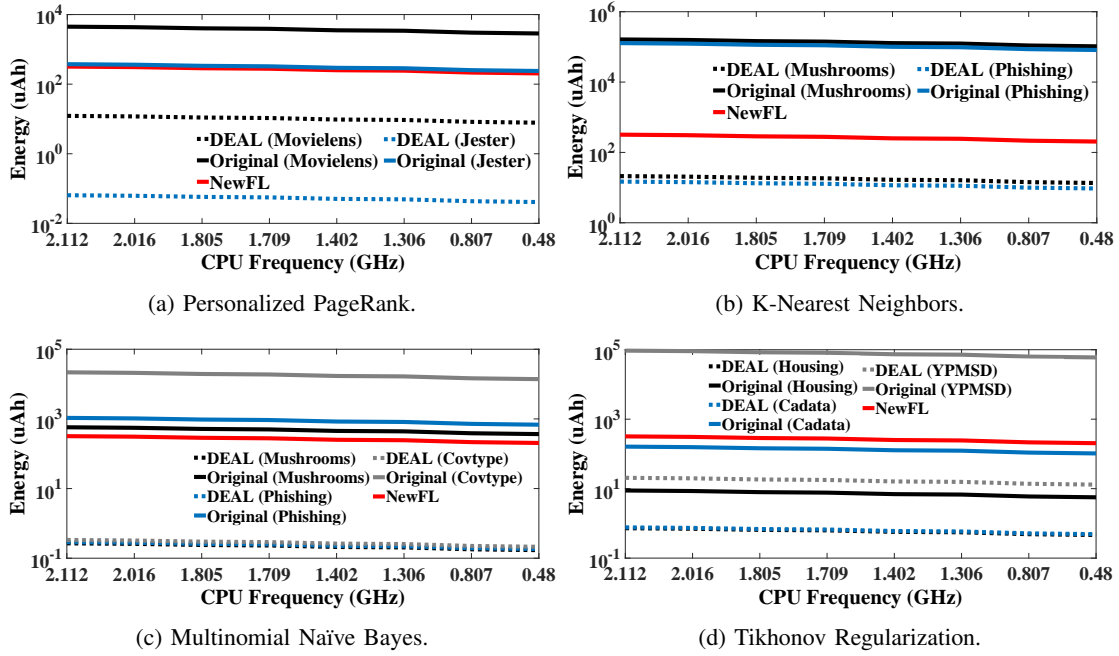 10^4
10^2
10^0
10^-2
Energy (uAh)
DEAL (Movielens)
DEAL (Jester)
Original (Movielens)
Original (Jester)
NewFL
2.112 2.016 1.805 1.709 1.402 1.306 0.807 0.48
CPU Frequency (GHz)
(a) Personalized PageRank.
10^6
10^4
10^2
10^0
Energy (uAh)
DEAL (Mushrooms)
DEAL (Phishing)
Original (Mushrooms)
Original (Phishing)
NewFL
2.112 2.016 1.805 1.709 1.402 1.306 0.807 0.48
CPU Frequency (GHz)
(b) K-Nearest Neighbors.
10^5
10^3
10^1
10^-1
Energy (uAh)
DEAL (Mushrooms)
DEAL (Covtype)
Original (Mushrooms)
Original (Covtype)
DEAL (Phishing)
NewFL
Original (Phishing)
2.112 2.016 1.805 1.709 1.402 1.306 0.807 0.48
CPU Frequency (GHz)
(c) Multinomial Naïve Bayes.
10^5
10^3
10^1
10^-1
Energy (uAh)
DEAL (Housing)
DEAL (YPMSD)
Original (Housing)
Original (YPMSD)
DEAL (Cadata)
NewFL
Original (Cadata)
2.112 2.016 1.805 1.709 1.402 1.306 0.807 0.48
CPU Frequency (GHz)
(d) Tikhonov Regularization.